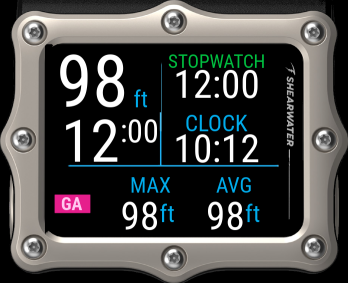 98 ft
12:00
STOPWATCH
12:00
CLOCK
10:12
SHEARWATER
GA
MAX
98ft
AVG
98ft